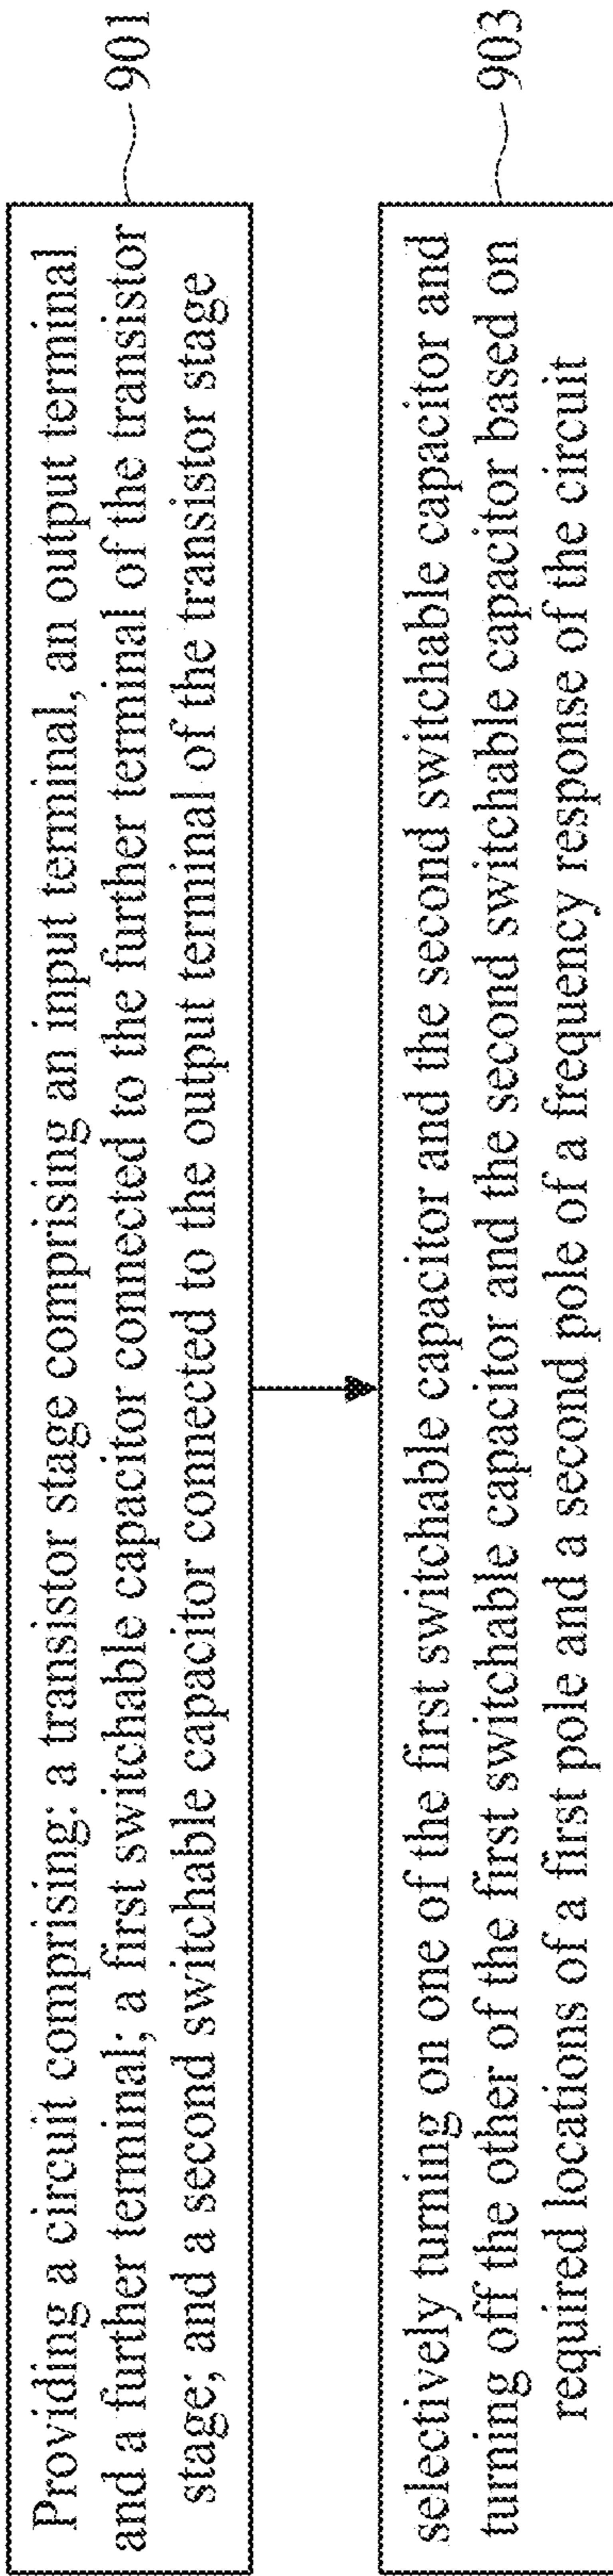 Providing a circuit comprising: a transistor stage comprising an input terminal, an output terminal
and a further terminal; a first switchable capacitor connected to the further terminal of the transistor
stage; and a second switchable capacitor connected to the output terminal of the transistor stage
901
selectively turning on one of the first switchable capacitor and the second switchable capacitor and
turning off the other of the first switchable capacitor and the second switchable capacitor based on
required locations of a first pole and a second pole of a frequency response of the circuit
903